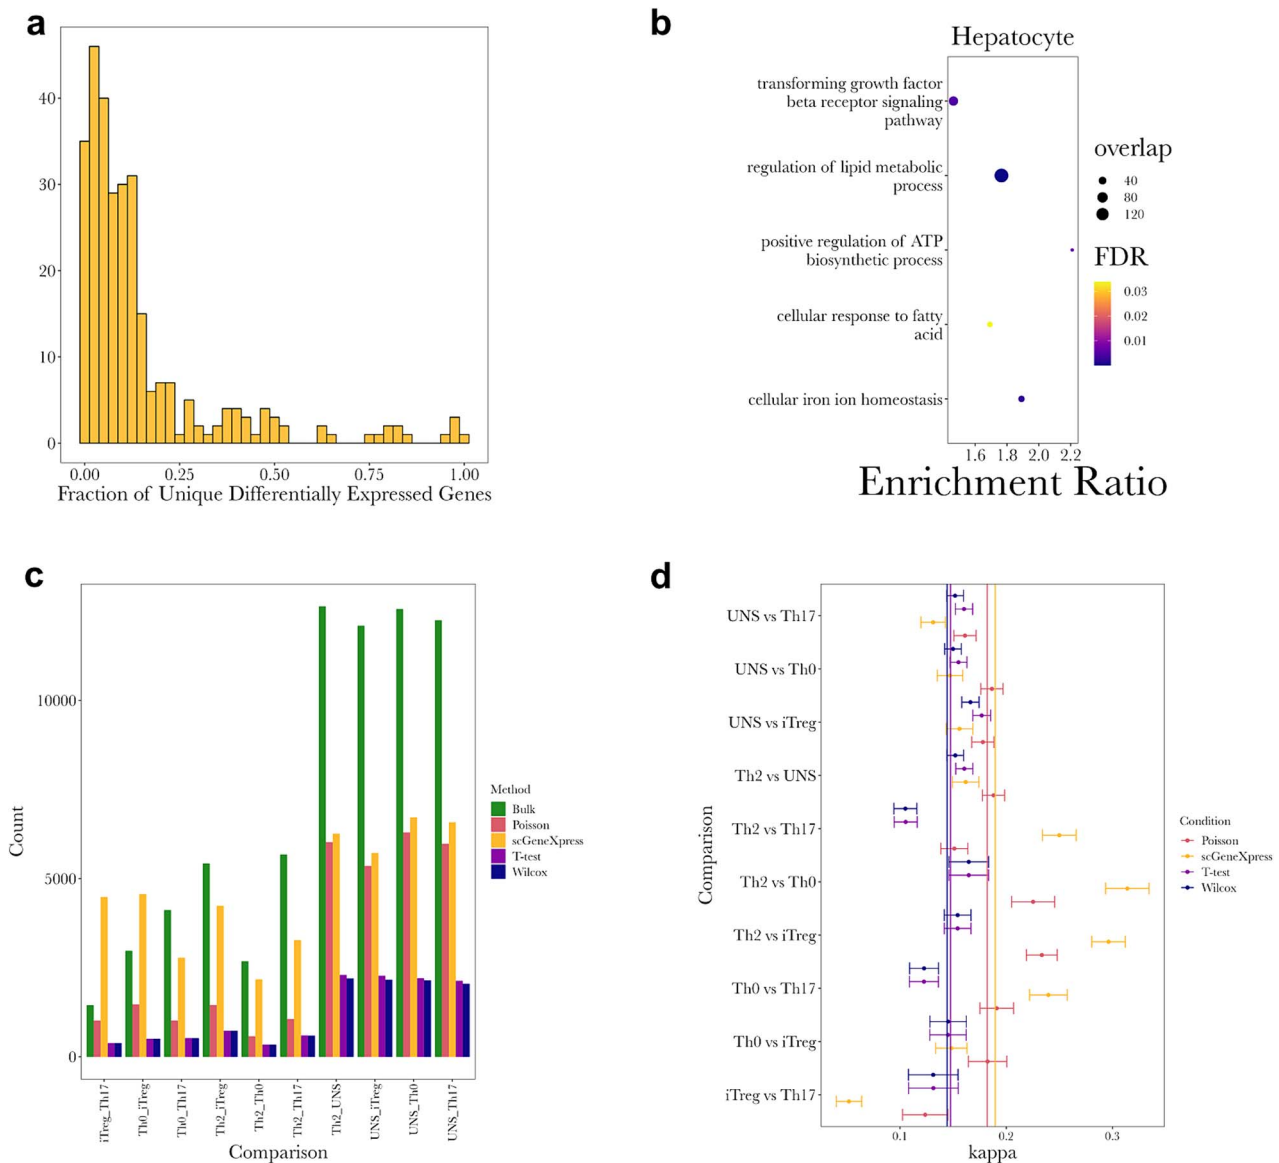 a
40
30
20
10
0
0.00
0.25
0.50
0.75
1.00
Fraction of Unique Differentially Expressed Genes
b
Hepatocyte
transforming growth factor
beta receptor signaling
pathway
regulation of lipid metabolic
process
positive regulation of ATP
biosynthetic process
cellular response to fatty
acid
cellular iron ion homeostasis
1.6 1.8 2.0 2.2
Enrichment Ratio
overlap
40
80
120
FDR
0.03
0.02
0.01
c
Count
10000
5000
0
iTreg_Th17
Th0_iTreg
Th0_Th17
Th2_iTreg
Th2_Th0
Th2_Th17
Th2_UNS
UNS_iTreg
UNS_Th0
UNS_Th17
Comparison
Method
Bulk
Poisson
scGeneXpress
T-test
Wilcox
d
Comparison
UNS vs Th17
UNS vs Th0
UNS vs iTreg
Th2 vs UNS
Th2 vs Th17
Th2 vs Th0
Th2 vs iTreg
Th0 vs Th17
Th0 vs iTreg
iTreg vs Th17
0.1
0.2
0.3
kappa
Condition
Poisson
scGeneXpress
T-test
Wilcox